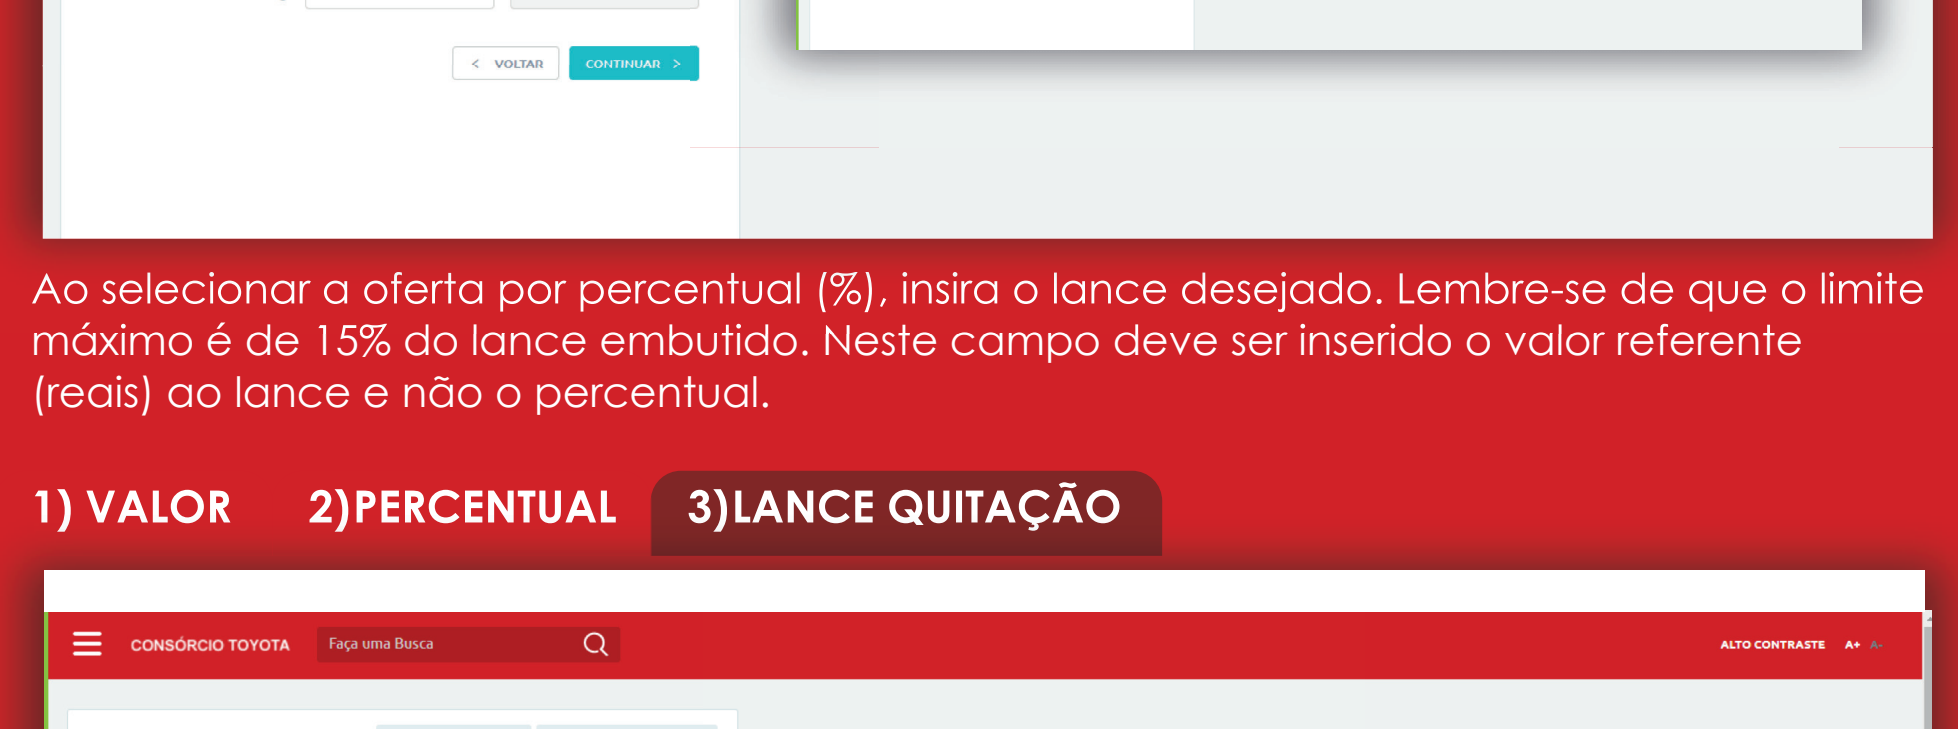 < VOLTAR CONTINUAR >
Ao selecionar a oferta por percentual (%), insira o lance desejado. Lembre-se de que o limite
máximo é de 15% do lance embutido. Neste campo deve ser inserido o valor referente
(reais) ao lance e não o percentual.
1) VALOR 2)PERCENTUAL 3)LANCE QUITAÇÃO
CONSÓRCIO TOYOTA Faça uma Busca ALTO CONTRASTE A+ A-